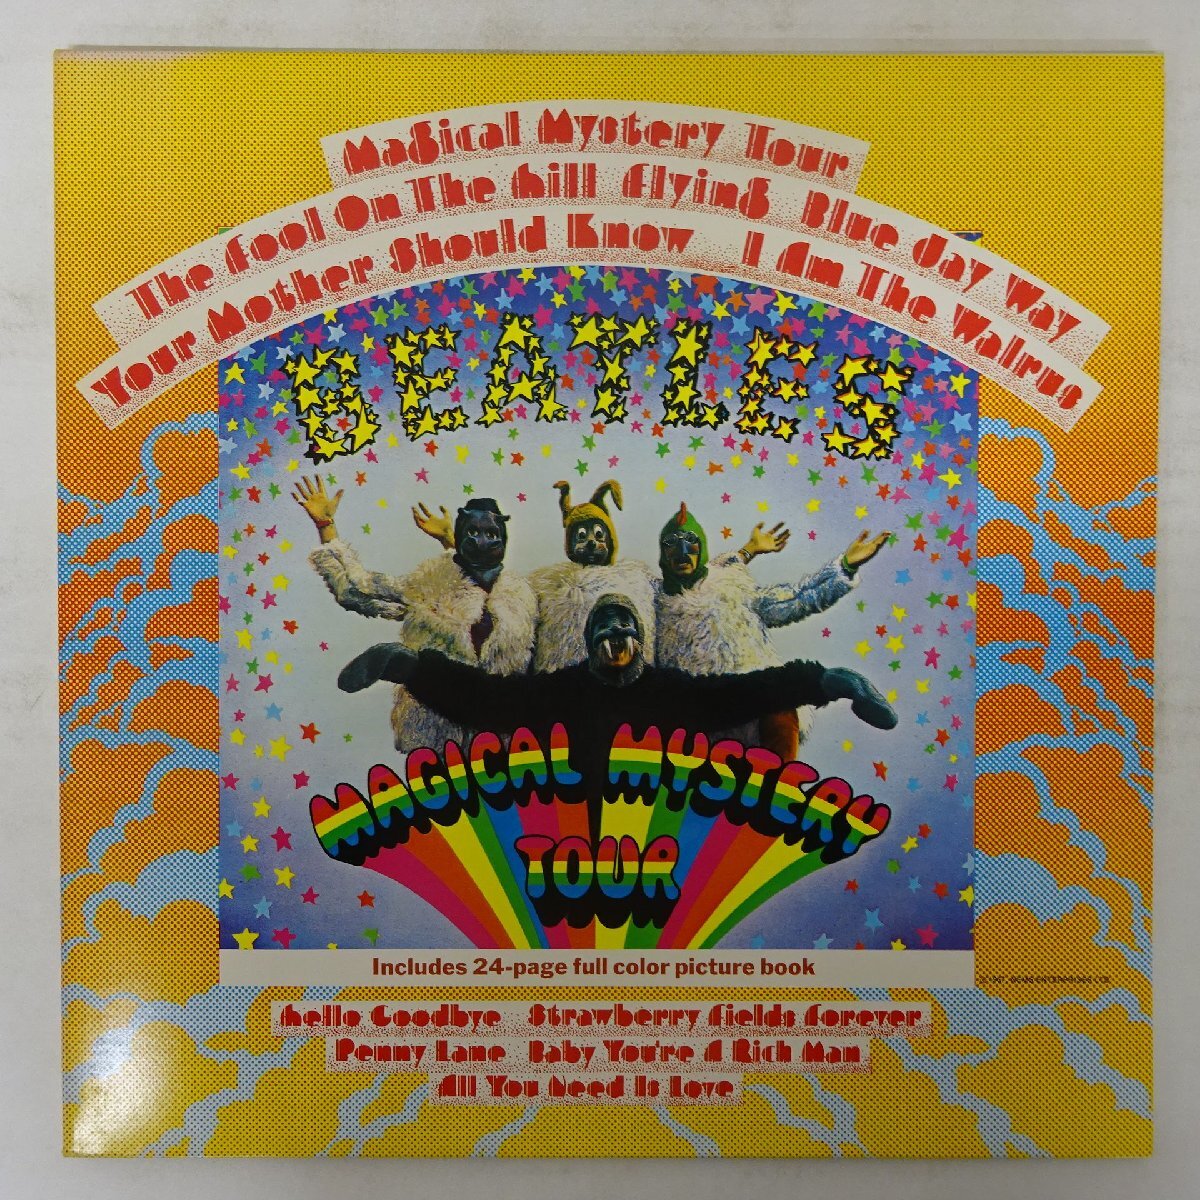 Magical Mystery Tour
The Fool On The Hill Flying Blue Jay Way
Your Mother Should Know I Am The Walrus
BEATLES
MAGICAL MYSTERY
TOUR
Includes 24-page full color picture book
Hello Goodbye Strawberry Fields Forever
Penny Lane Baby You're A Rich Man
All You Need Is Love